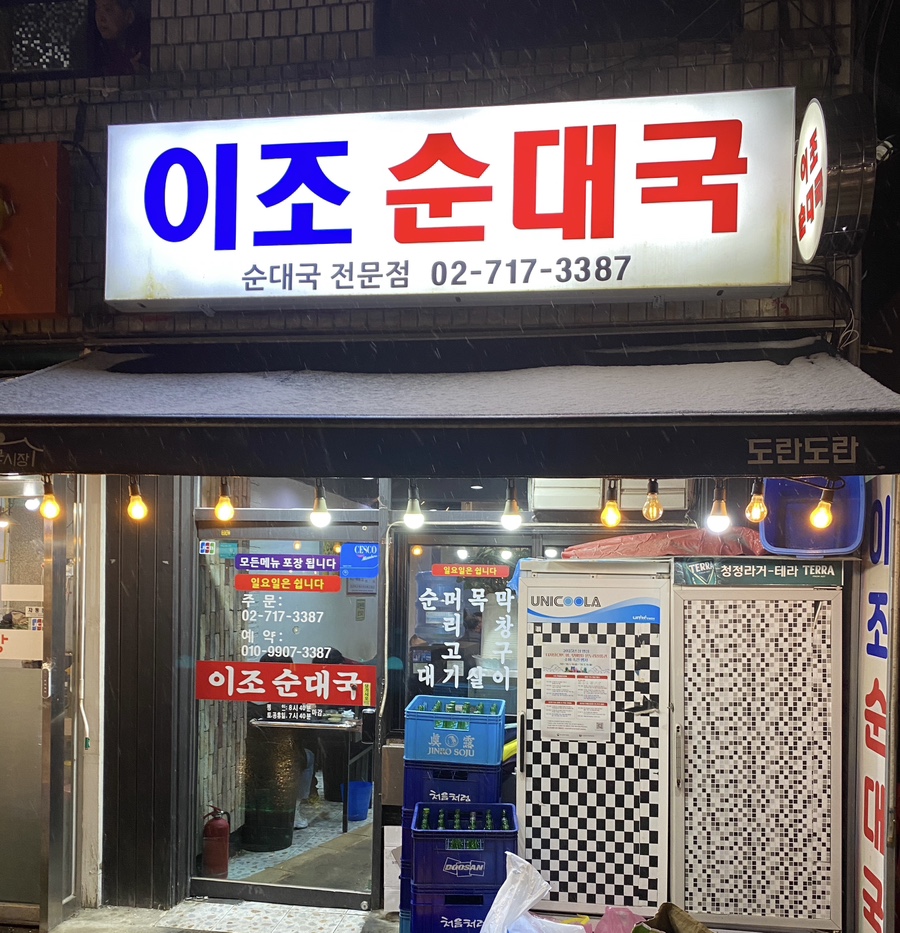 이조 순대국
순대국 전문점 02-717-3387
이조
순대국
시장
도란도란
CESCO
모든메뉴 포장 됩니다
일요일은 쉽니다
주 문 :
02-717-3387
예 약 :
010-9907-3387
이조 순대국
일요일은 쉽니다
순대
머리고기
목살
막창구이
UNICOOLA
TERRA 청정라거-테라 TERRA
JINRO SOJU
처음처럼
DOOSAN
처음처럼
이조순대국